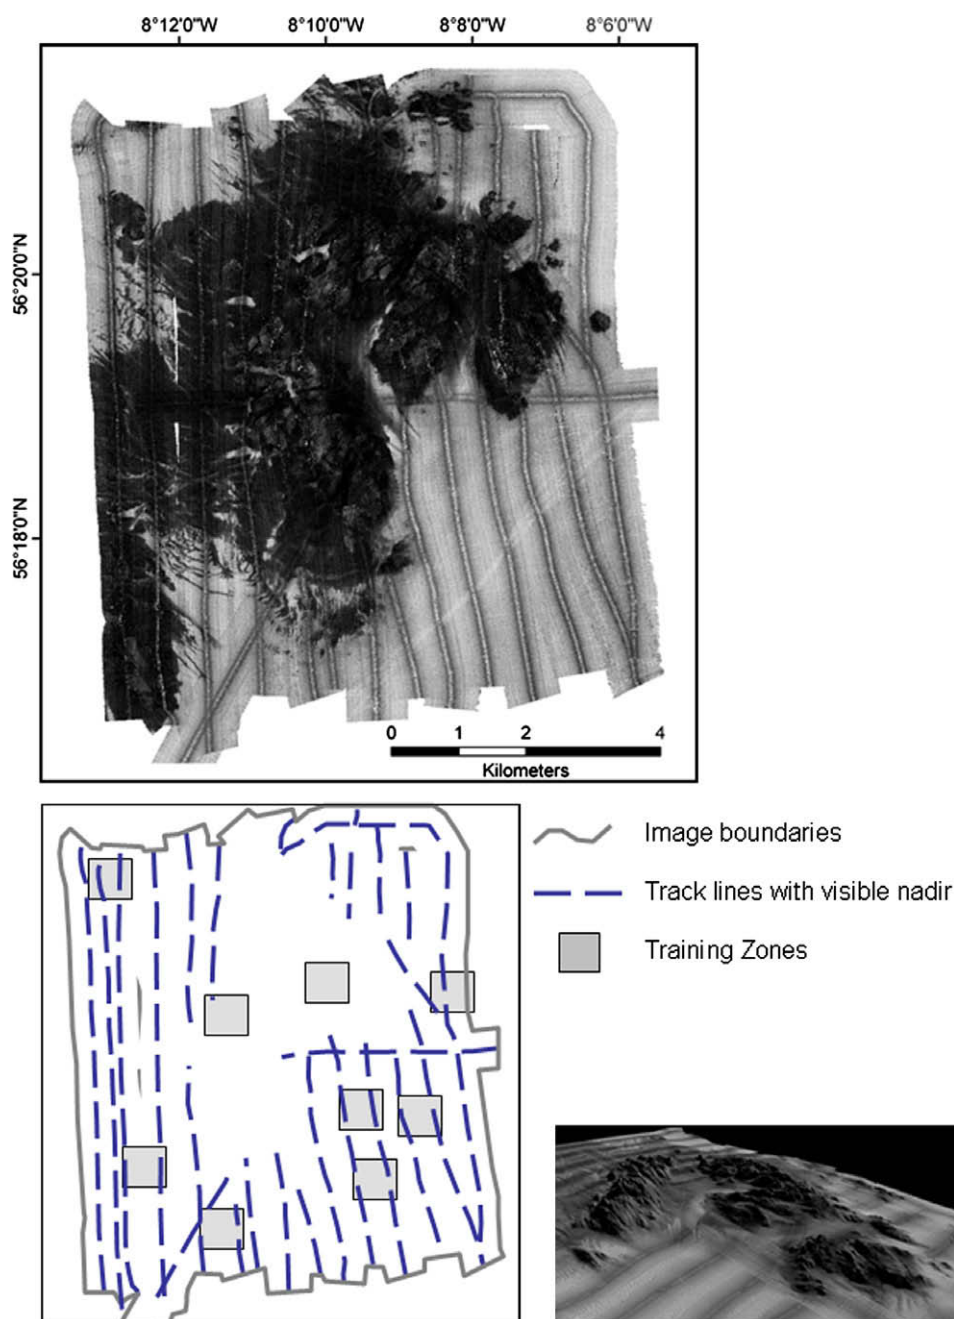 8°12'0"W 8°10'0"W 8°8'0"W 8°6'0"W
56°20'0"N
56°18'0"N
0 1 2 4
Kilometers
Image boundaries
Track lines with visible nadir
Training Zones